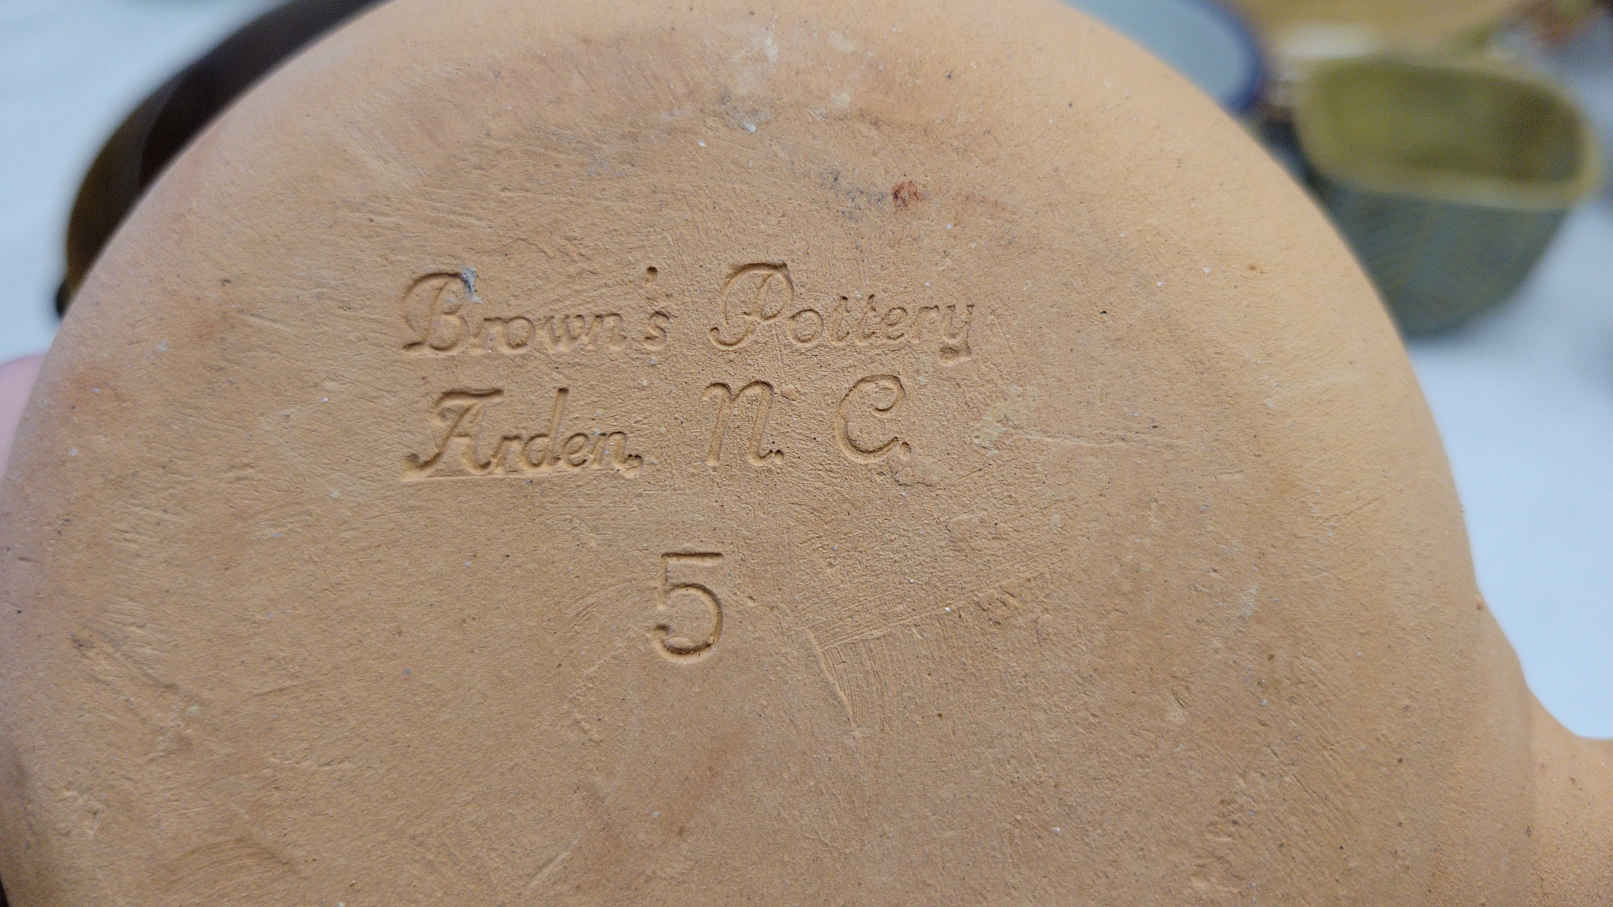 Brown's Pottery
Arden, N. C.
5